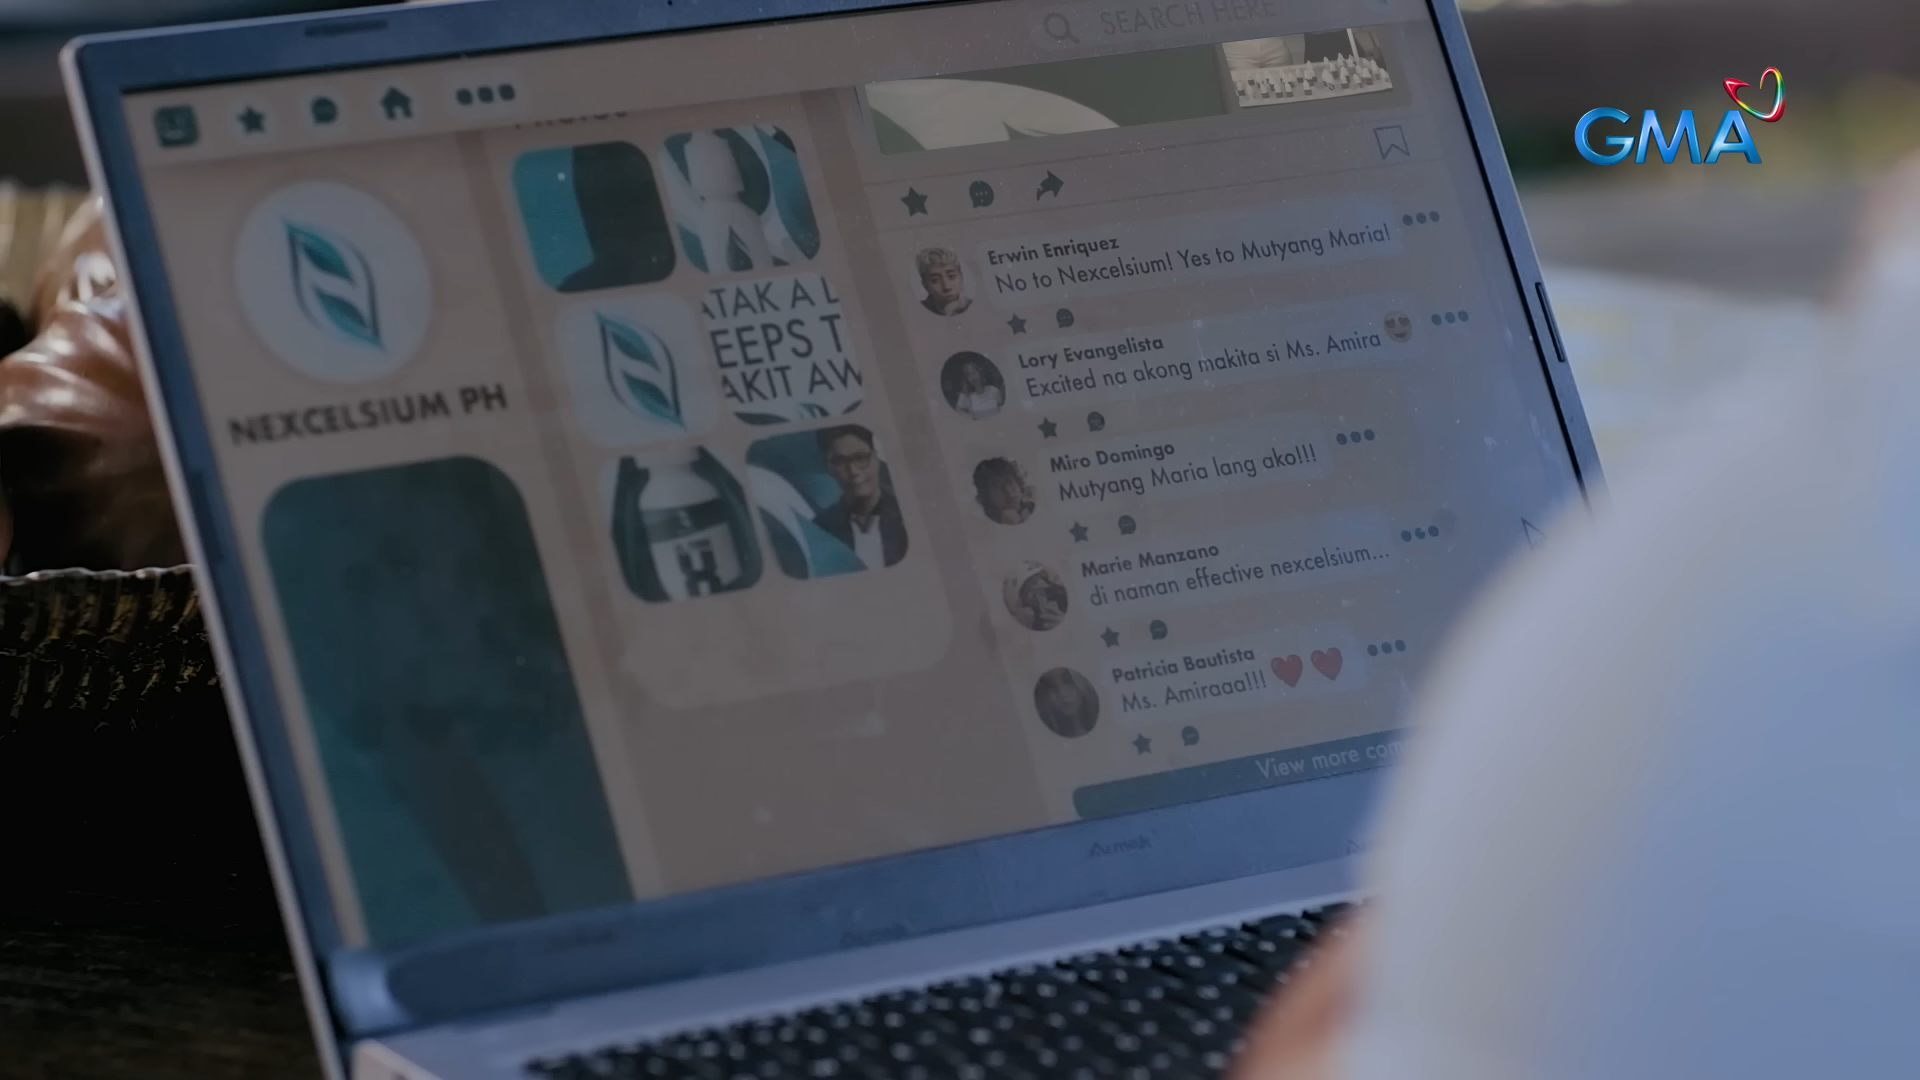 SEARCH HERE
GMA
NEXCELSIUM PH
ATAK A L
EEPS T
AKIT AW
Erwin Enriquez
No to Nexcelsium! Yes to Mutyang Maria!
Lory Evangelista
Excited na akong makita si Ms. Amira
Miro Domingo
Mutyang Maria lang ako!!!
Marie Manzano
di naman effective nexcelsium...
Patricia Bautista
Ms. Amiraaa!!!
View more com